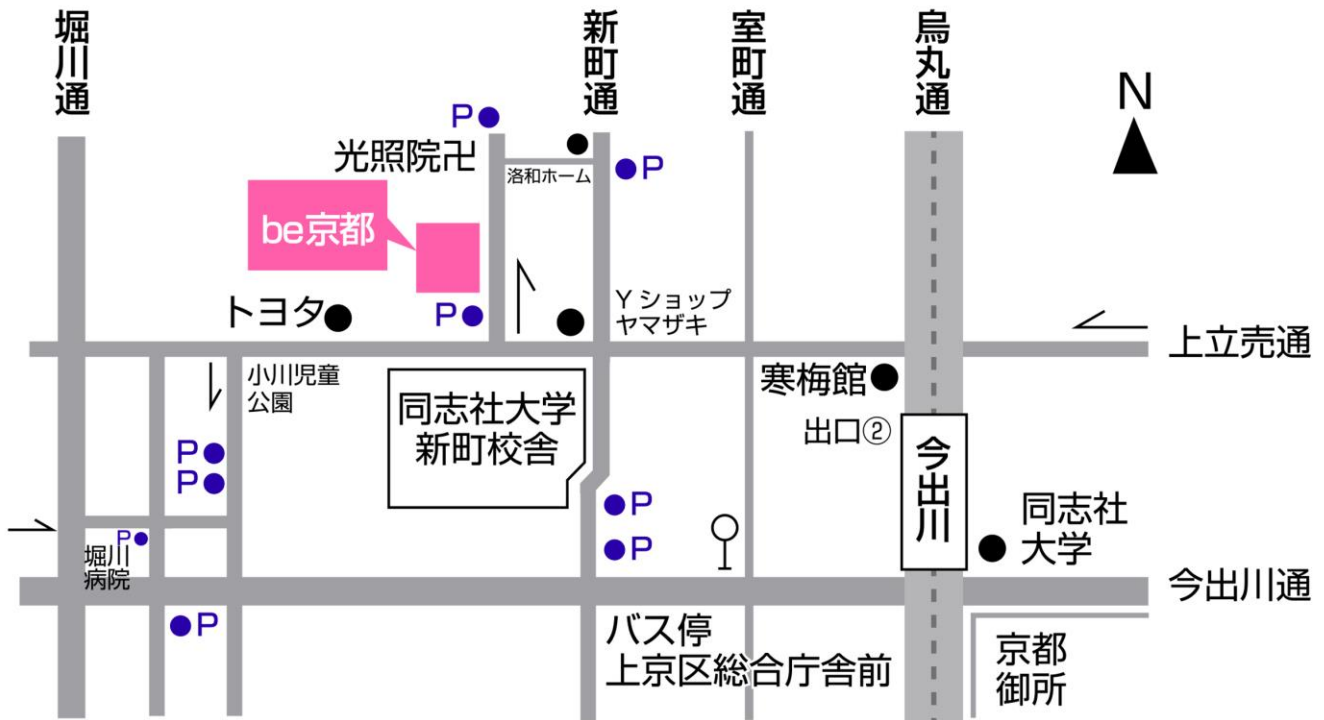 堀川通
新町通
室町通
烏丸通
N
P
光照院卍
洛和ホーム
P
be京都
トヨタ
P
Yショップ
ヤマザキ
上立売通
小川児童
公園
同志社大学
新町校舎
寒梅館
出口②
今出川
P
P
P
P
同志社
大学
P
堀川
病院
今出川通
P
バス停
上京区総合庁舎前
京都
御所